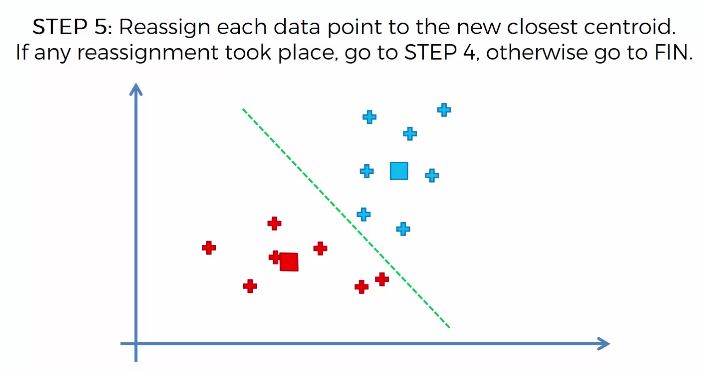 STEP 5: Reassign each data point to the new closest centroid.
If any reassignment took place, go to STEP 4, otherwise go to FIN.